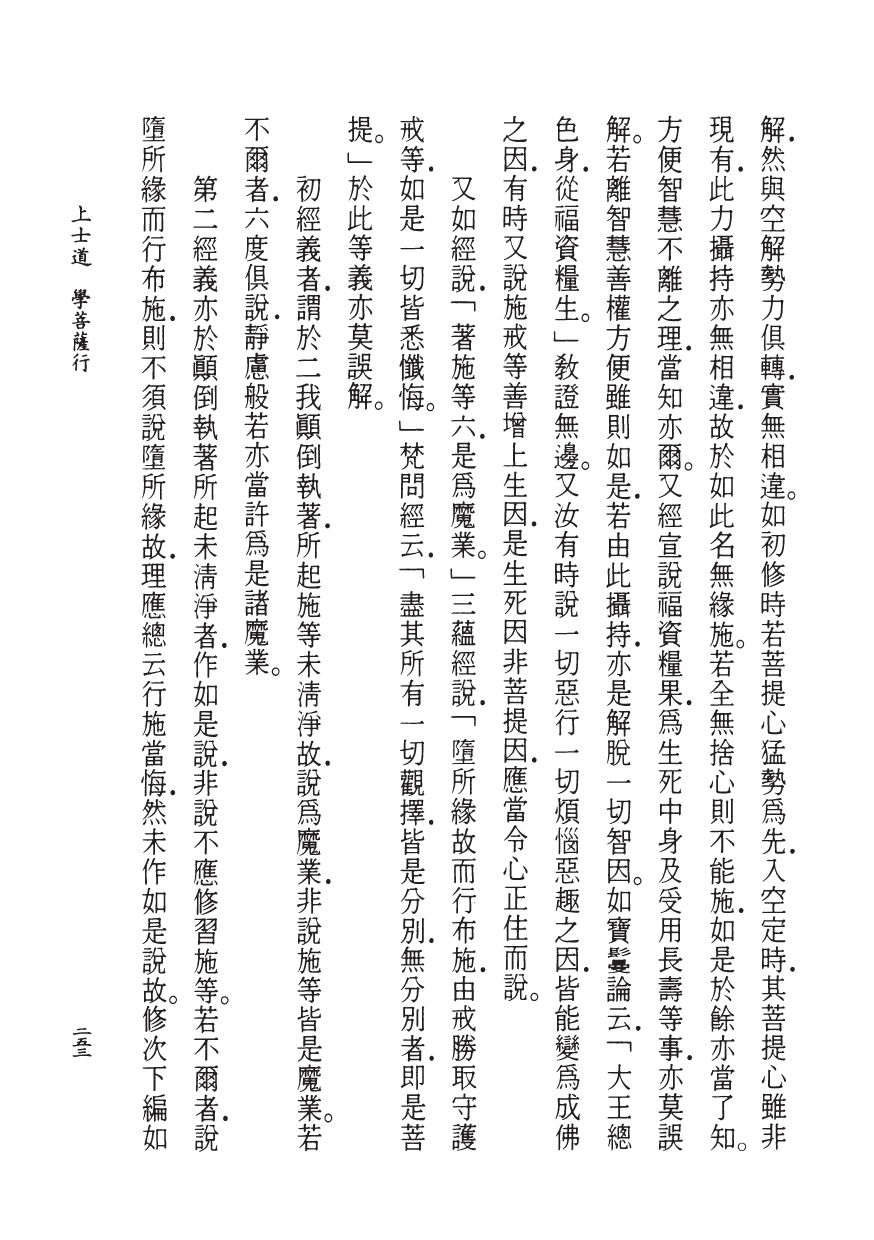 解．然與空解勢力俱轉．實無相違。如初修時若菩提心猛勢爲先．入空定時．其菩提心雖非
現有．此力攝持亦無相違．故於如此名無緣施。若全無捨心則不能施．如是於餘亦當了知。
方便智慧不離之理．當知亦爾。又經宣說福資糧果．爲生死中身及受用長壽等事．亦莫誤
解。若離智慧善權方便雖則如是．若由此攝持．亦是解脫一切智因。如寶鬘論云．「大王總
色身．從福資糧生。」教證無邊。又汝有時說一切惡行一切煩惱惡趣之因．皆能變爲成佛
之因．有時又說施戒等善增上生因．是生死因非菩提因．應當令心正住而說。
又如經說．「著施等六．是爲魔業。」三蘊經說．「墮所緣故而行布施．由戒勝取守護
戒等．如是一切皆悉懺悔。」梵問經云．「盡其所有一切觀擇．皆是分別．無分別者．即是菩
提。」於此等義亦莫誤解。
初經義者．謂於二我顚倒執著．所起施等未淸淨故．說爲魔業．非說施等皆是魔業。若
不爾者．六度俱說．靜慮般若亦當許爲是諸魔業。
第二經義亦於顚倒執著所起未淸淨者．作如是說．非說不應修習施等。若不爾者．說
墮所緣而行布施．則不須說墮所緣故．理應總云行施當悔．然未作如是說故。修次下編如
上士道　學菩薩行
二五三